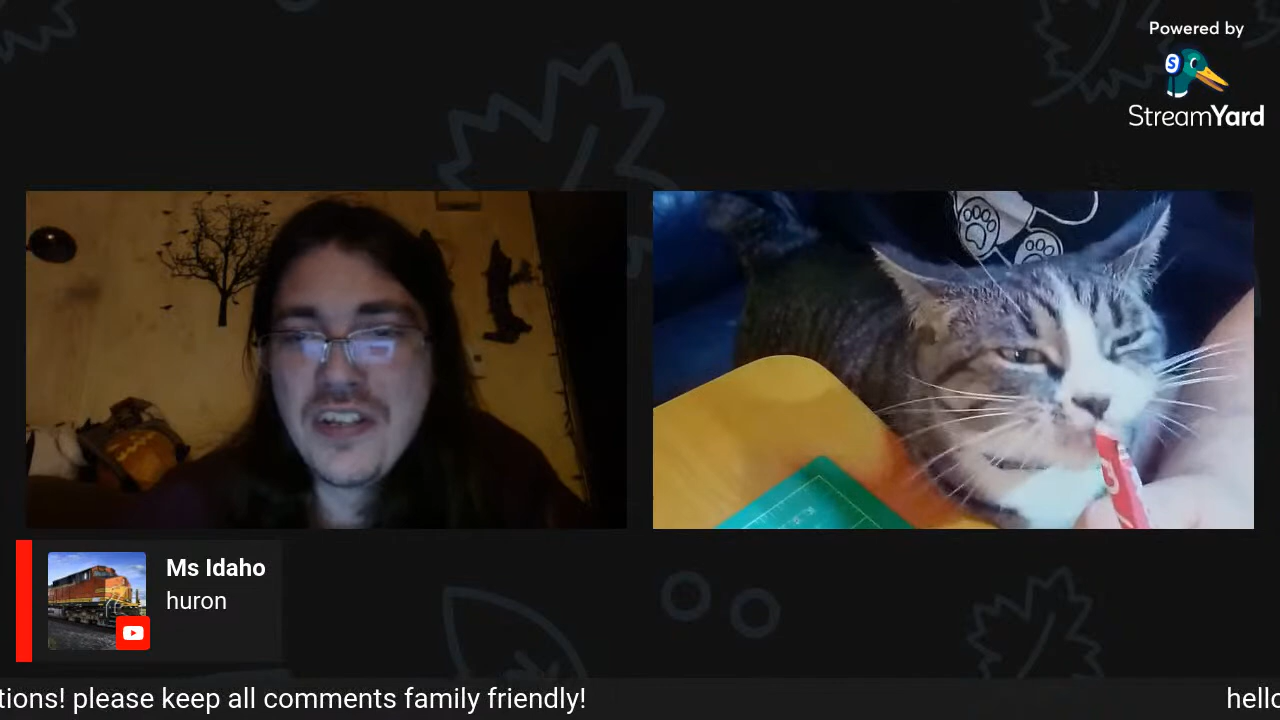 Powered by
S
StreamYard
Ms Idaho
huron
tions! please keep all comments family friendly!
hello